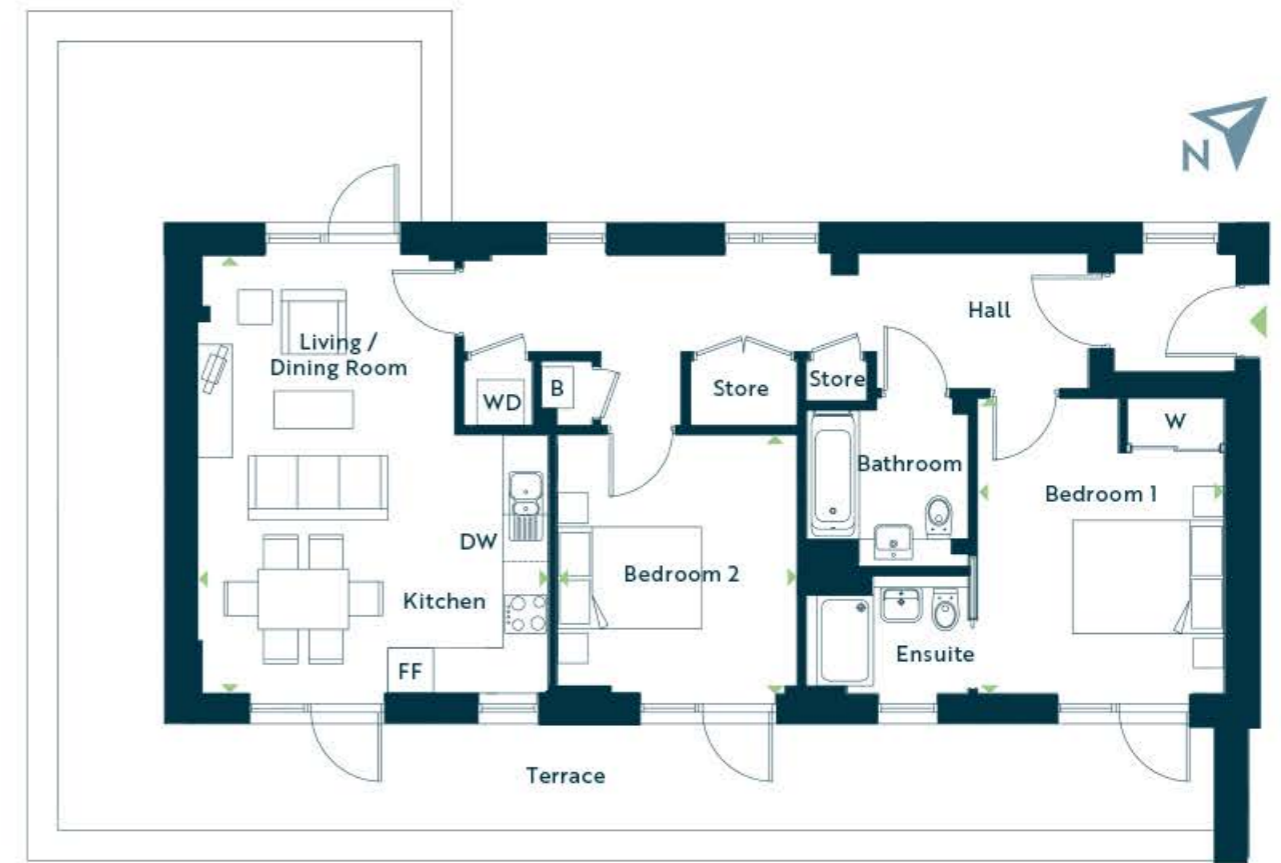 N
Hall
Living /
Dining Room
WD
B
Store
Store
W
Bathroom
Bedroom 1
DW
Bedroom 2
Kitchen
Ensuite
FF
Terrace